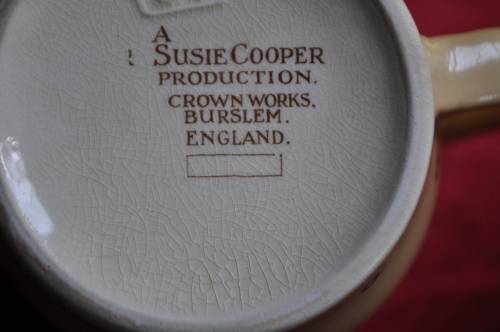 A
SUSIE COOPER
PRODUCTION.
CROWN WORKS,
BURSLEM.
ENGLAND.